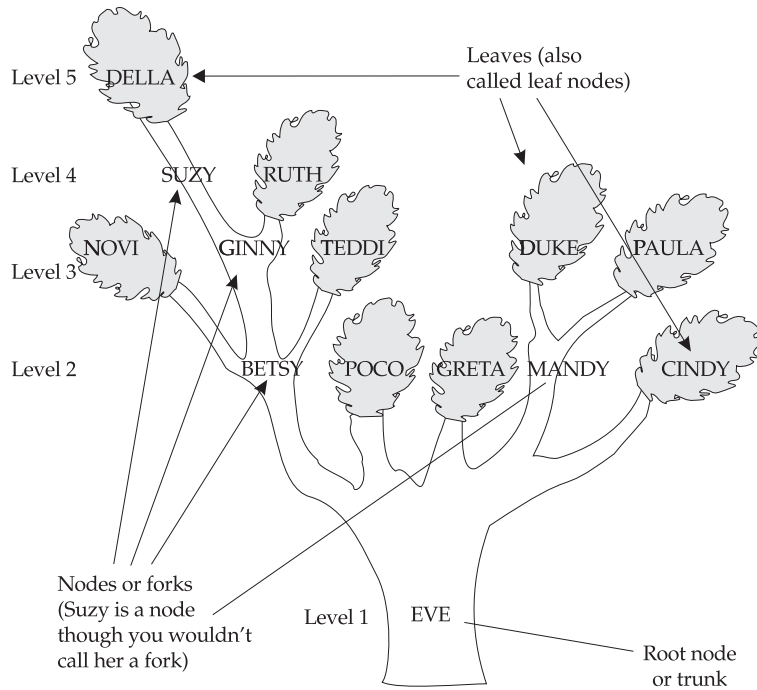 Leaves (also
called leaf nodes)
Level 5
DELLA
Level 4
SUZY
RUTH
NOVI
GINNY
TEDDI
DUKE
PAULA
Level 3
Level 2
BETSY
POCO
GRETA
MANDY
CINDY
Nodes or forks
(Suzy is a node
though you wouldn't
call her a fork)
Level 1
EVE
Root node
or trunk